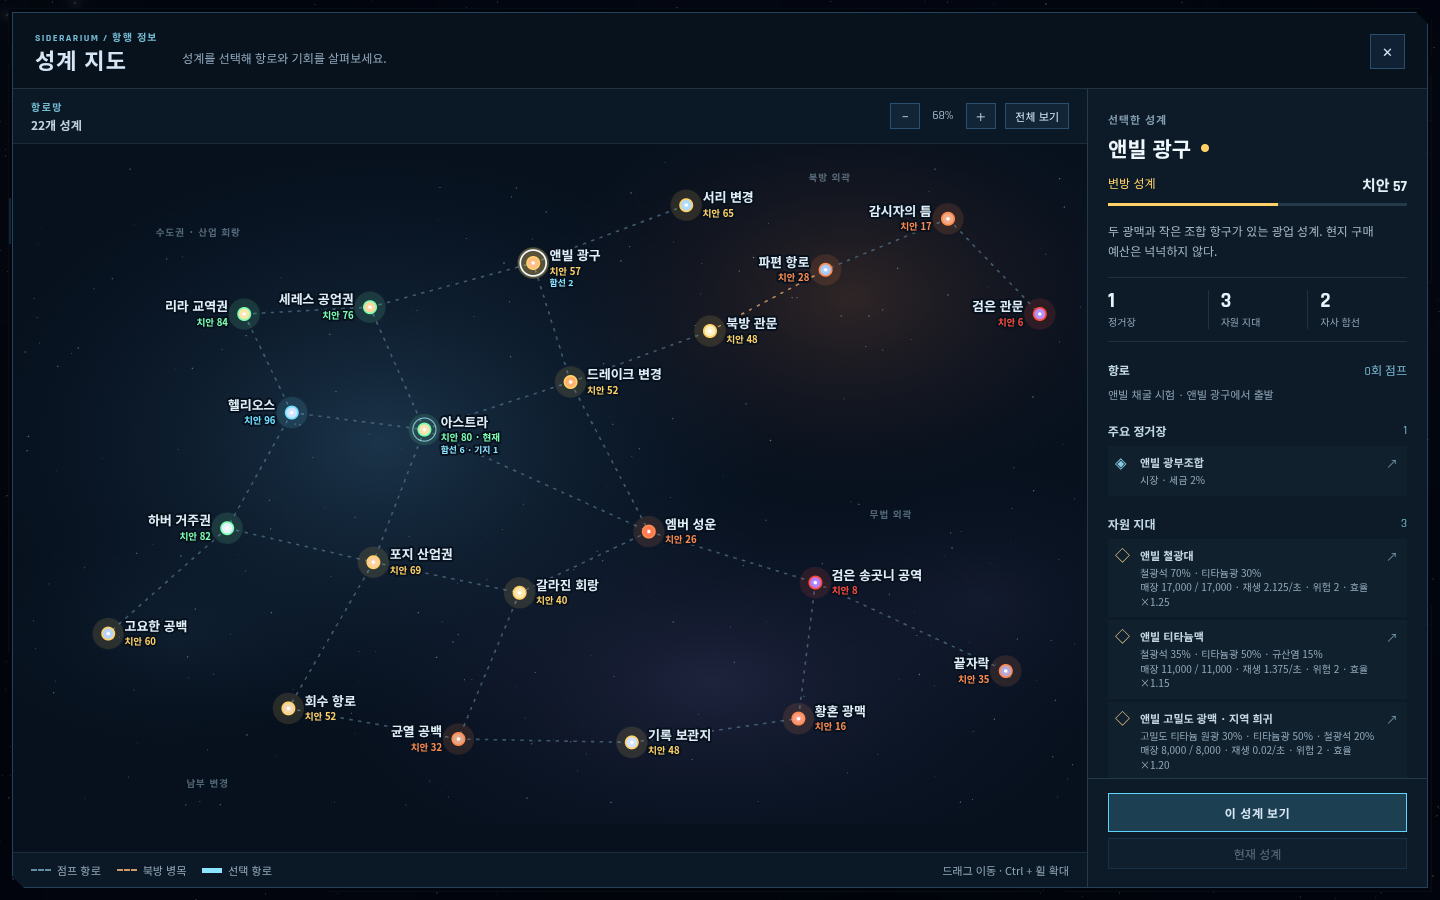 SIDERARIUM / 항행 정보
성계 지도
성계를 선택해 항로와 기회를 살펴보세요.
×
항로망
22개 성계
－
68%
＋
전체 보기
북방 외곽
수도권 · 산업 회랑
무법 외곽
남부 변경
서리 변경
치안 65
감시자의 틈
치안 17
앤빌 광구
치안 57
함선 2
파편 항로
치안 28
리라 교역권
치안 84
세레스 공업권
치안 76
검은 관문
치안 6
북방 관문
치안 48
드레이크 변경
치안 52
헬리오스
치안 96
아스트라
치안 80 · 현재
함선 6 · 기지 1
하버 거주권
치안 82
엠버 성운
치안 26
포지 산업권
치안 69
갈라진 회랑
치안 40
검은 송곳니 공역
치안 8
고요한 공백
치안 60
끝자락
치안 35
회수 항로
치안 52
균열 공백
치안 32
기록 보관지
치안 48
황혼 광맥
치안 16
점프 항로
북방 병목
선택 항로
드래그 이동 · Ctrl + 휠 확대
선택한 성계
앤빌 광구
변방 성계
치안 57
두 광맥과 작은 조합 항구가 있는 광업 성계. 현지 구매
예산은 넉넉하지 않다.
1
정거장
3
자원 지대
2
자사 함선
항로
0회 점프
앤빌 채굴 시험 · 앤빌 광구에서 출발
주요 정거장
1
앤빌 광부조합
↗
시장 · 세금 2%
자원 지대
3
앤빌 철광대
↗
철광석 70% · 티타늄광 30%
매장 17,000 / 17,000 · 재생 2.125/초 · 위험 2 · 효율
×1.25
앤빌 티타늄맥
↗
철광석 35% · 티타늄광 50% · 규산염 15%
매장 11,000 / 11,000 · 재생 1.375/초 · 위험 2 · 효율
×1.15
앤빌 고밀도 광맥 · 지역 희귀
↗
고밀도 티타늄 원광 30% · 티타늄광 50% · 철광석 20%
매장 8,000 / 8,000 · 재생 0.02/초 · 위험 2 · 효율
×1.20
이 성계 보기
현재 성계